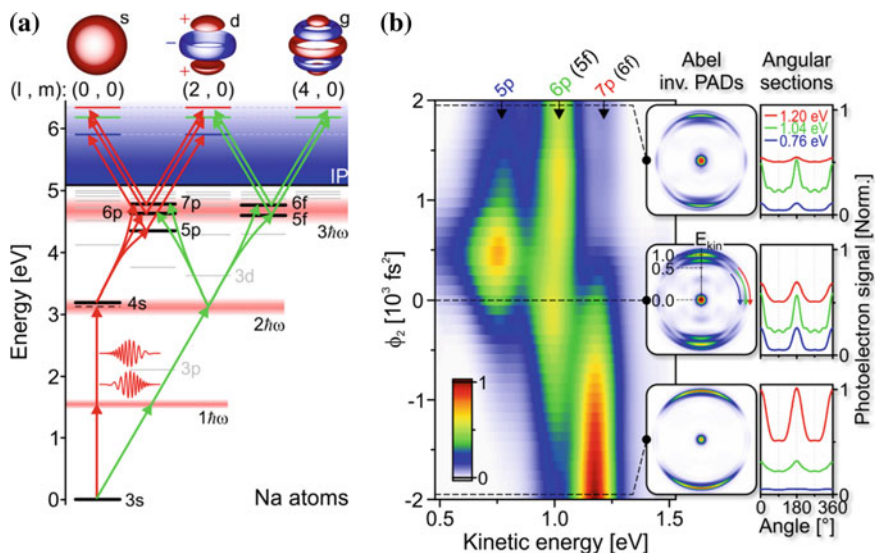 (a)
s
d
g
+
−
+
(l , m): (0 , 0) (2 , 0) (4 , 0)
6
5
4
3
2
1
0
Energy [eV]
IP
7p
6p
5p
6f
5f
3ħω
3d
4s
2ħω
3p
1ħω
3s
Na atoms
(b)
5p
6p (5f)
7p (6f)
2
1
0
-1
-2
ϕ2 [10³ fs²]
1
0
0.5 1.0 1.5
Kinetic energy [eV]
Abel
inv. PADs
Ekin
1.0
0.5
0.0
Angular
sections
1.20 eV
1.04 eV
0.76 eV
1
0
1
0
1
0
Photoelectron signal [Norm.]
0 180 360
Angle [°]